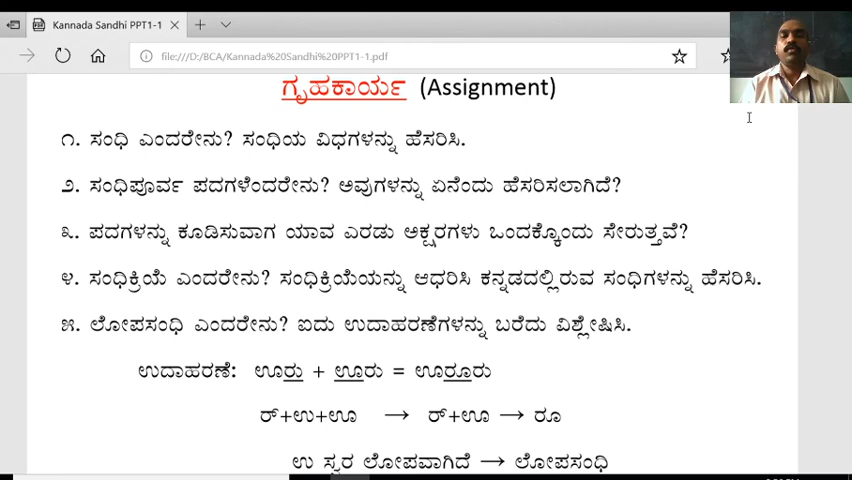 Kannada Sandhi PPT1-1
file:///D:/BCA/Kannada%20Sandhi%20PPT1-1.pdf
ಗೃಹಕಾರ್ಯ (Assignment)
೧. ಸಂಧಿ ಎಂದರೇನು? ಸಂಧಿಯ ವಿಧಗಳನ್ನು ಹೆಸರಿಸಿ.
೨. ಸಂಧಿಪೂರ್ವ ಪದಗಳೆಂದರೇನು? ಅವುಗಳನ್ನು ಏನೆಂದು ಹೆಸರಿಸಲಾಗಿದೆ?
೩. ಪದಗಳನ್ನು ಕೂಡಿಸುವಾಗ ಯಾವ ಎರಡು ಅಕ್ಷರಗಳು ಒಂದಕ್ಕೊಂದು ಸೇರುತ್ತವೆ?
೪. ಸಂಧಿಕ್ರಿಯೆ ಎಂದರೇನು? ಸಂಧಿಕ್ರಿಯೆಯನ್ನು ಆಧರಿಸಿ ಕನ್ನಡದಲ್ಲಿರುವ ಸಂಧಿಗಳನ್ನು ಹೆಸರಿಸಿ.
೫. ಲೋಪಸಂಧಿ ಎಂದರೇನು? ಐದು ಉದಾಹರಣೆಗಳನ್ನು ಬರೆದು ವಿಶ್ಲೇಷಿಸಿ.
ಉದಾಹರಣೆ: ಊರು + ಊರು = ಊರೂರು
ರ್+ಉ+ಊ → ರ್+ಊ → ರೂ
ಉ ಸ್ವರ ಲೋಪವಾಗಿದೆ → ಲೋಪಸಂಧಿ